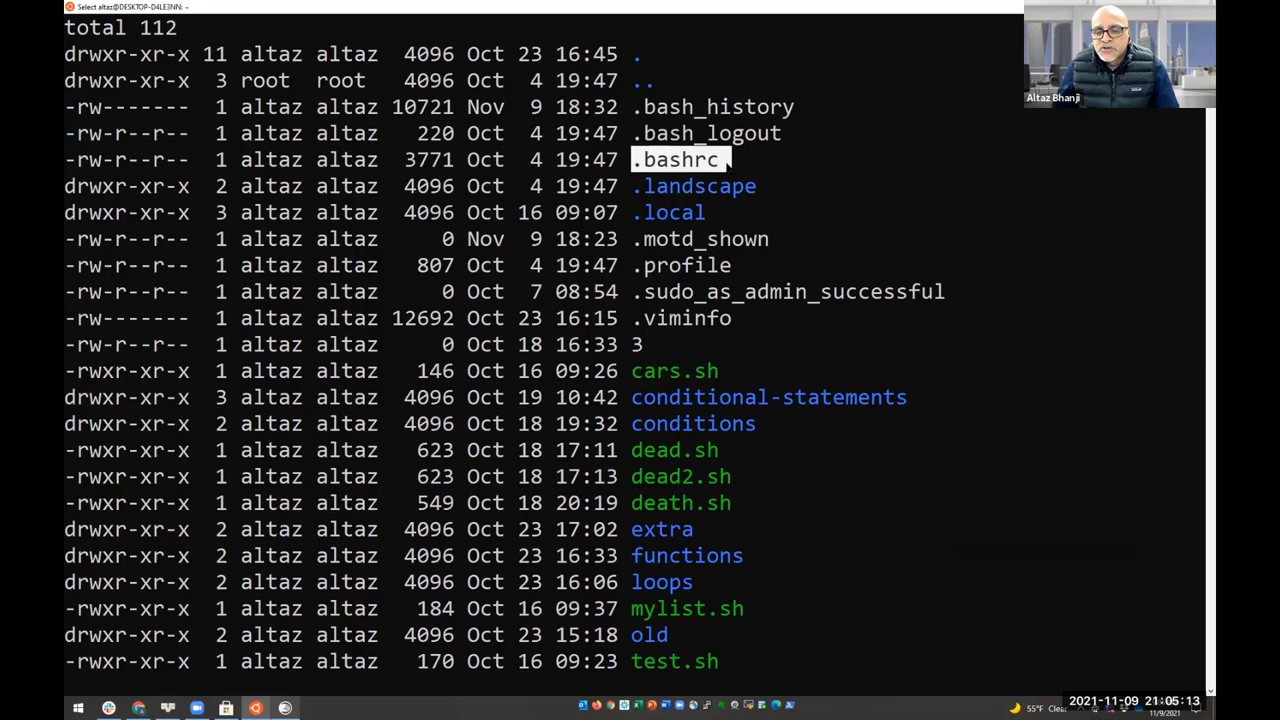 Select altaz@DESKTOP-D4LE3NN: ~
total 112
drwxr-xr-x 11 altaz altaz 4096 Oct 23 16:45 .
drwxr-xr-x 3 root root 4096 Oct 4 19:47 ..
-rw------- 1 altaz altaz 10721 Nov 9 18:32 .bash_history
-rw-r--r-- 1 altaz altaz 220 Oct 4 19:47 .bash_logout
-rw-r--r-- 1 altaz altaz 3771 Oct 4 19:47 .bashrc
drwxr-xr-x 2 altaz altaz 4096 Oct 4 19:47 .landscape
drwxr-xr-x 3 altaz altaz 4096 Oct 16 09:07 .local
-rw-r--r-- 1 altaz altaz 0 Nov 9 18:23 .motd_shown
-rw-r--r-- 1 altaz altaz 807 Oct 4 19:47 .profile
-rw-r--r-- 1 altaz altaz 0 Oct 7 08:54 .sudo_as_admin_successful
-rw------- 1 altaz altaz 12692 Oct 23 16:15 .viminfo
-rw-r--r-- 1 altaz altaz 0 Oct 18 16:33 3
-rwxr-xr-x 1 altaz altaz 146 Oct 16 09:26 cars.sh
drwxr-xr-x 3 altaz altaz 4096 Oct 19 10:42 conditional-statements
drwxr-xr-x 2 altaz altaz 4096 Oct 18 19:32 conditions
-rwxr-xr-x 1 altaz altaz 623 Oct 18 17:11 dead.sh
-rwxr-xr-x 1 altaz altaz 623 Oct 18 17:13 dead2.sh
-rwxr-xr-x 1 altaz altaz 549 Oct 18 20:19 death.sh
drwxr-xr-x 2 altaz altaz 4096 Oct 23 17:02 extra
drwxr-xr-x 2 altaz altaz 4096 Oct 23 16:33 functions
drwxr-xr-x 2 altaz altaz 4096 Oct 23 16:06 loops
-rwxr-xr-x 1 altaz altaz 184 Oct 16 09:37 mylist.sh
drwxr-xr-x 2 altaz altaz 4096 Oct 23 15:18 old
-rwxr-xr-x 1 altaz altaz 170 Oct 16 09:23 test.sh
Altaz Bhanji
55°F Clear
2021-11-09 21:05:13
11/9/2021